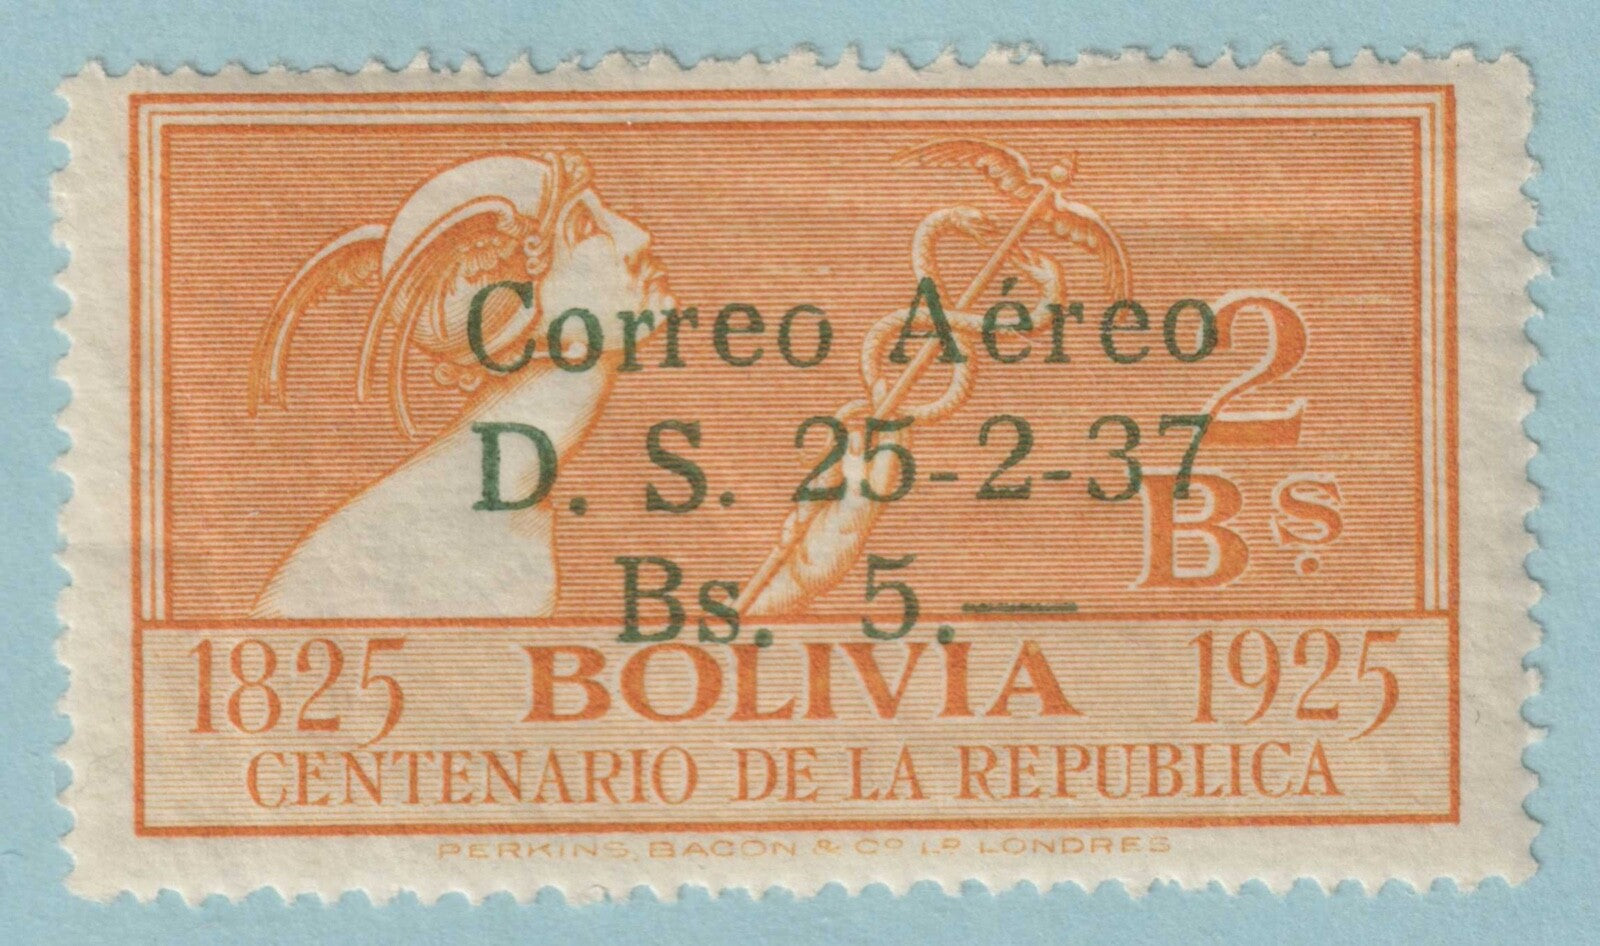 Correo Aéreo
2
D. S. 25-2-37
Bs.
Bs. 5.—
1825 BOLIVIA 1925
CENTENARIO DE LA REPUBLICA
PERKINS, BACON & Co LD LONDRES